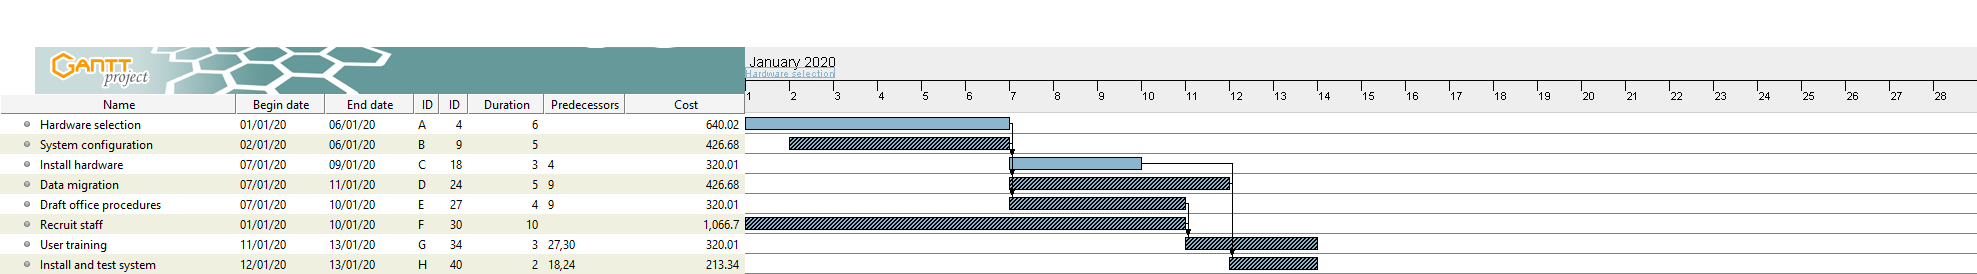 GANTT
project
January 2020
Hardware selection
1 2 3 4 5 6 7 8 9 10 11 12 13 14 15 16 17 18 19 20 21 22 23 24 25 26 27 28
Name Begin date End date ID ID Duration Predecessors Cost
Hardware selection 01/01/20 06/01/20 A 4 6 640.02
System configuration 02/01/20 06/01/20 B 9 5 426.68
Install hardware 07/01/20 09/01/20 C 18 3 4 320.01
Data migration 07/01/20 11/01/20 D 24 5 9 426.68
Draft office procedures 07/01/20 10/01/20 E 27 4 9 320.01
Recruit staff 01/01/20 10/01/20 F 30 10 1,066.7
User training 11/01/20 13/01/20 G 34 3 27,30 320.01
Install and test system 12/01/20 13/01/20 H 40 2 18,24 213.34